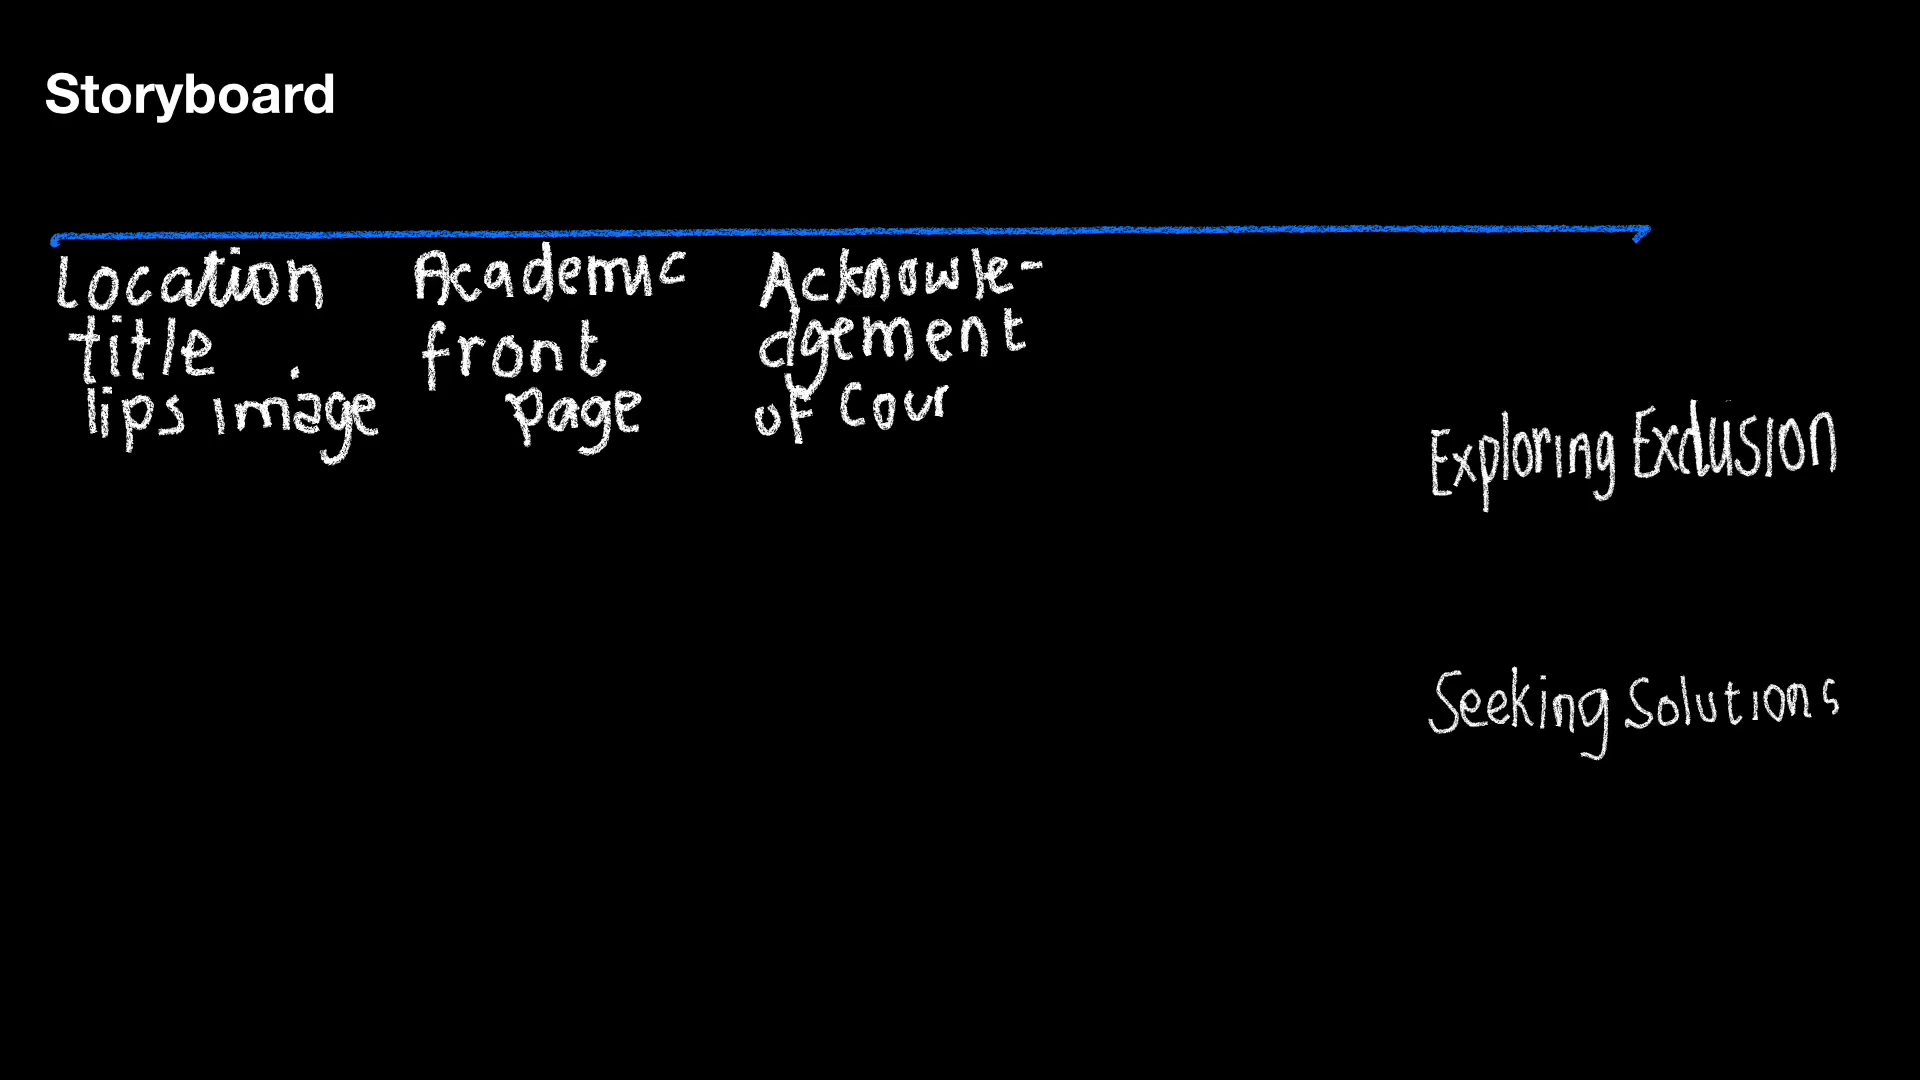 Storyboard
Location
title
lips image
Academic
front
page
Acknowle-
dgement
of Cour
Exploring Exclusion
Seeking Solutions